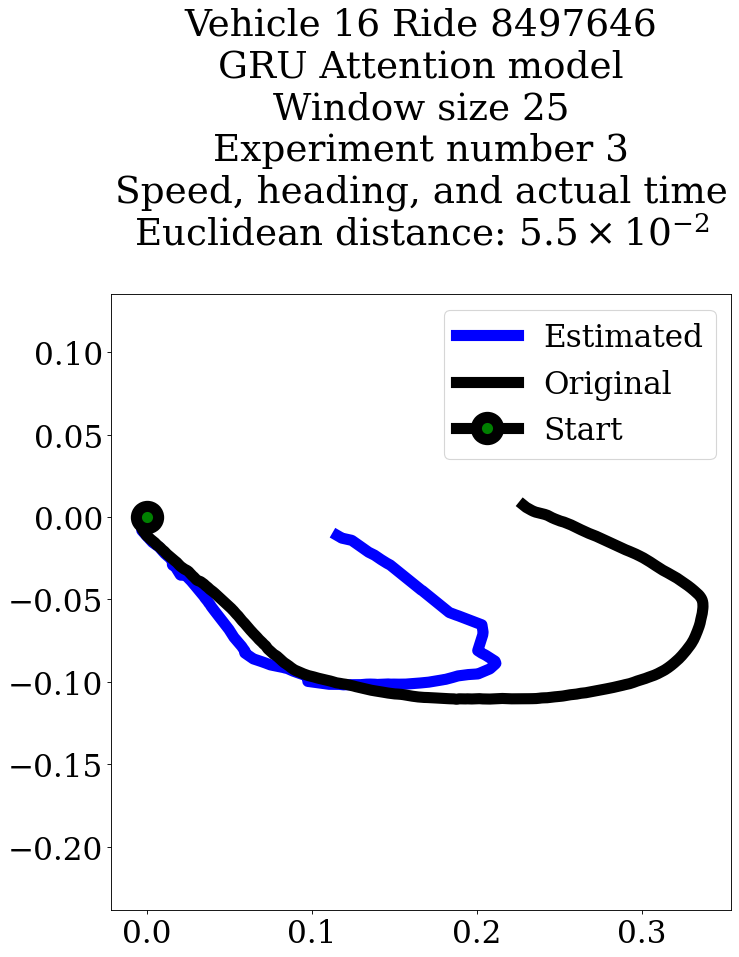 Vehicle 16 Ride 8497646
GRU Attention model
Window size 25
Experiment number 3
Speed, heading, and actual time
Euclidean distance: 5.5 × 10⁻²
Estimated
Original
Start
0.10
0.05
0.00
−0.05
−0.10
−0.15
−0.20
0.0 0.1 0.2 0.3